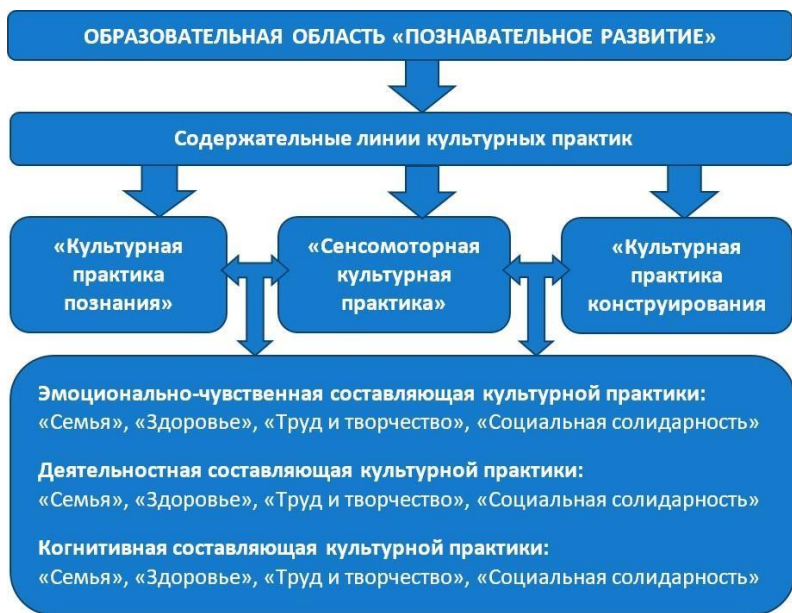 ОБРАЗОВАТЕЛЬНАЯ ОБЛАСТЬ «ПОЗНАВАТЕЛЬНОЕ РАЗВИТИЕ»
Содержательные линии культурных практик
«Культурная
практика
познания»
«Сенсомоторная
культурная
практика»
«Культурная
практика
конструирования
Эмоционально-чувственная составляющая культурной практики:
«Семья», «Здоровье», «Труд и творчество», «Социальная солидарность»
Деятельностная составляющая культурной практики:
«Семья», «Здоровье», «Труд и творчество», «Социальная солидарность»
Когнитивная составляющая культурной практики:
«Семья», «Здоровье», «Труд и творчество», «Социальная солидарность»